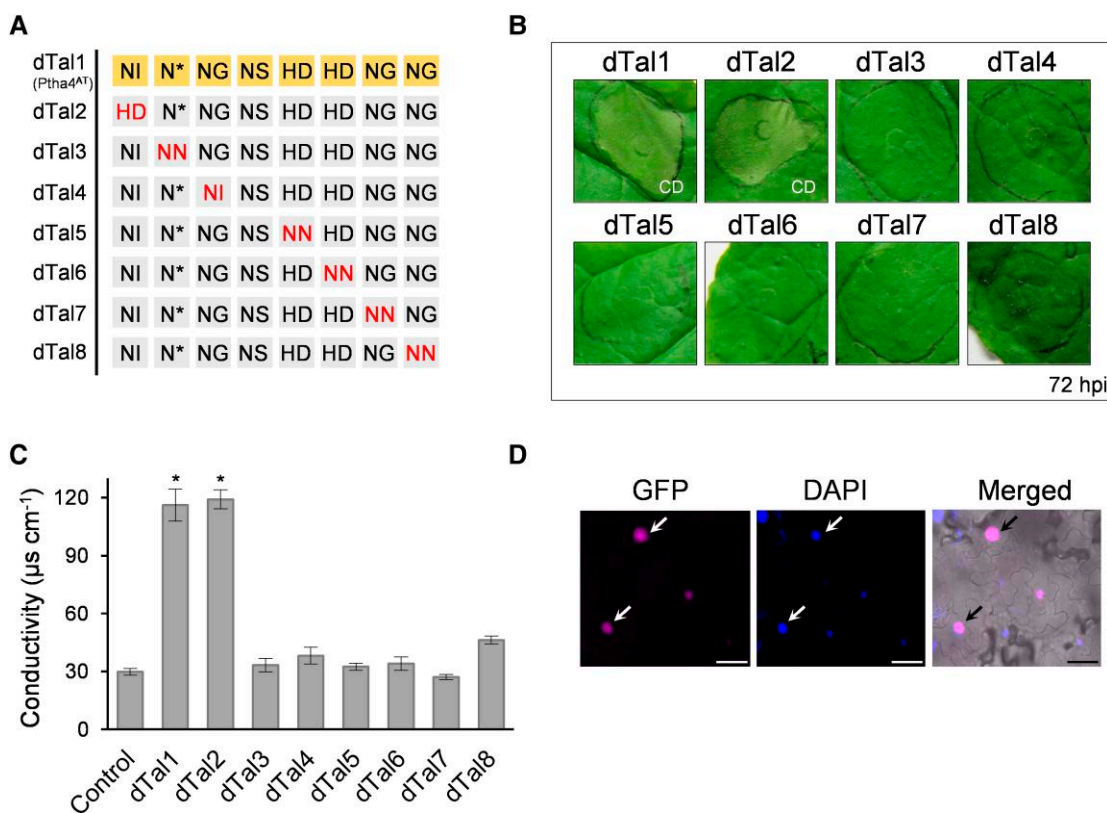 A
dTal1 NI N* NG NS HD HD NG NG
(Ptha4ᴬᵀ)
dTal2 HD N* NG NS HD HD NG NG
dTal3 NI NN NG NS HD HD NG NG
dTal4 NI N* NI NS HD HD NG NG
dTal5 NI N* NG NS NN HD NG NG
dTal6 NI N* NG NS HD NN NG NG
dTal7 NI N* NG NS HD HD NN NG
dTal8 NI N* NG NS HD HD NG NN
B
dTal1 dTal2 dTal3 dTal4
CD CD
dTal5 dTal6 dTal7 dTal8
72 hpi
C
Conductivity (µs cm⁻¹)
120
90
60
30
0
* *
Control dTal1 dTal2 dTal3 dTal4 dTal5 dTal6 dTal7 dTal8
D
GFP DAPI Merged